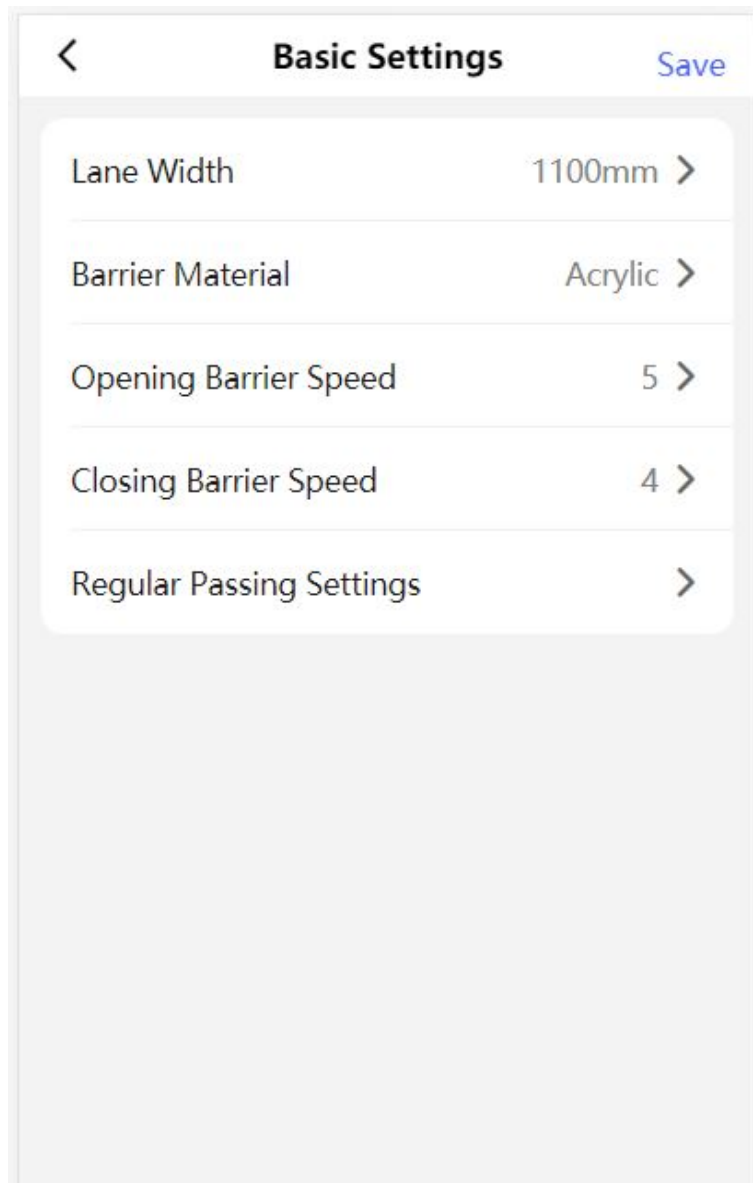 Basic Settings
Save
Lane Width 1100mm
Barrier Material Acrylic
Opening Barrier Speed 5
Closing Barrier Speed 4
Regular Passing Settings